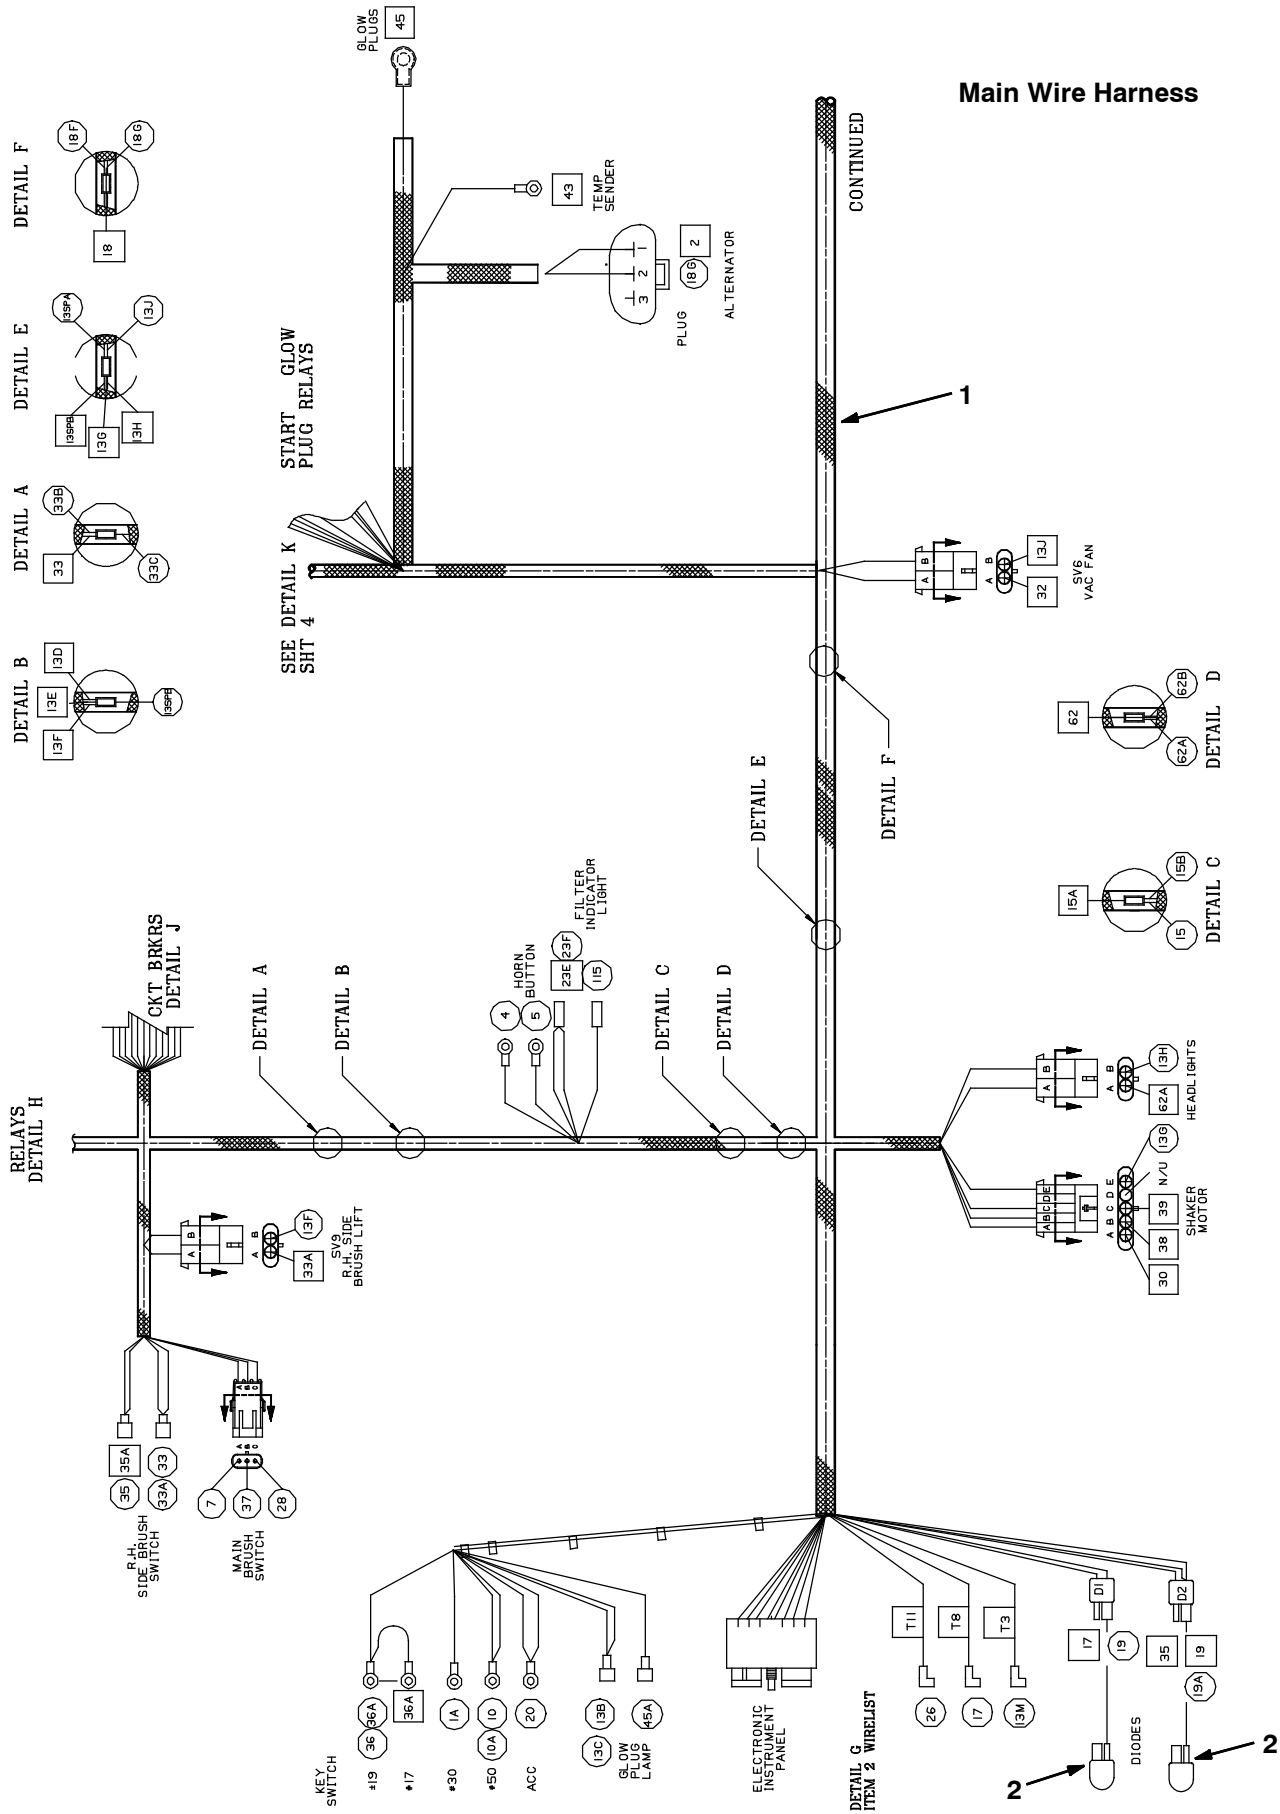 Main Wire Harness
GLOW
PLUGS
45
DETAIL F
18F
18G
18
DETAIL E
13SPA
13J
13SPB
13G
13H
DETAIL A
33B
33
33C
DETAIL B
13D
13E
13F
13SPB
43
TEMP
SENDER
1
2
3
2
18G
PLUG
ALTERNATOR
START GLOW
PLUG RELAYS
SEE DETAIL K
SHT 4
CONTINUED
1
A B
A B
13J
32
SV6
VAC FAN
DETAIL F
DETAIL E
62
62B
62A
DETAIL D
15A
15B
15
DETAIL C
RELAYS
DETAIL H
CKT BRKRS
DETAIL J
DETAIL A
DETAIL B
4
5
HORN
BUTTON
23E
23F
115
FILTER
INDICATOR
LIGHT
DETAIL C
DETAIL D
A B
A B
13H
62A
HEADLIGHTS
A B C D E
A B C D E
13G
N/U
39
38
30
SHAKER
MOTOR
A B
A B
13F
33A
SV9
R.H. SIDE
BRUSH LIFT
35A
35
33
33A
R.H.
SIDE BRUSH
SWITCH
A B C
A B C
7
37
28
MAIN
BRUSH
SWITCH
KEY
SWITCH
36A
36
±19
36A
#17
1A
#30
10
10A
#50
20
ACC
13B
13C
45A
GLOW
PLUG
LAMP
ELECTRONIC
INSTRUMENT
PANEL
DETAIL G
ITEM 2 WIRELIST
T11
26
T8
17
T3
13M
D1
17
19
D2
35
19
19A
DIODES
2
2